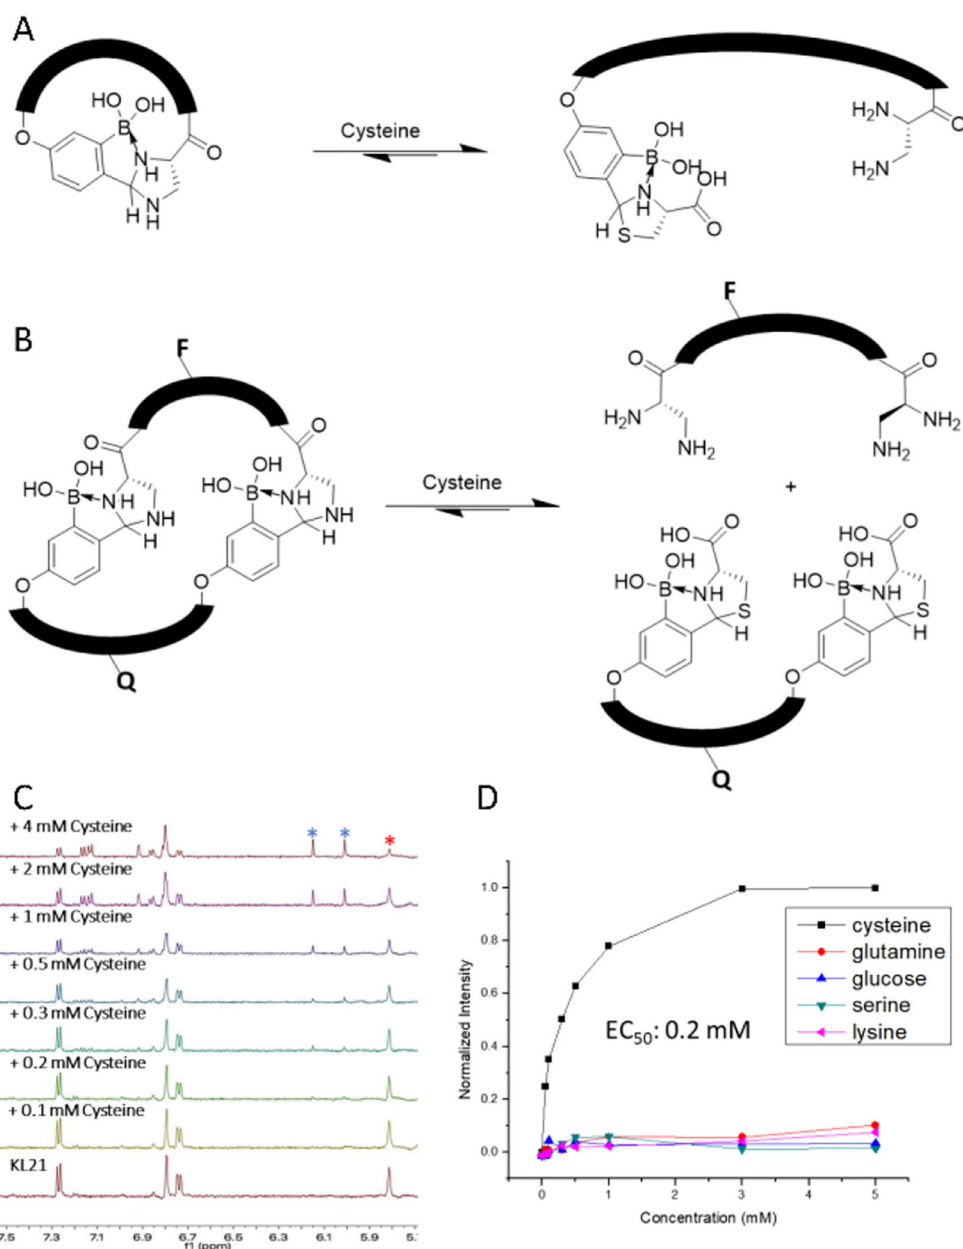 A
HO
OH
B
O
NH
O
H
N
H
Cysteine
O
OH
B
OH
OH
N
H
O
H
S
H₂N
O
H₂N
B
F
O
O
OH
HO
B
NH
NH
H
OH
HO
B
NH
NH
H
O
O
Q
Cysteine
F
O
O
H₂N
NH₂
NH₂
NH₂
+
HO
O
HO
O
OH
HO
B
NH
S
H
OH
HO
B
NH
S
H
O
O
Q
C
+ 4 mM Cysteine
* * *
+ 2 mM Cysteine
+ 1 mM Cysteine
+ 0.5 mM Cysteine
+ 0.3 mM Cysteine
+ 0.2 mM Cysteine
+ 0.1 mM Cysteine
KL21
7.5 7.3 7.1 6.9 6.7 6.5 6.3 6.1 5.9
f1 (ppm)
D
Normalized Intensity
1.0
0.8
0.6
0.4
0.2
0.0
cysteine
glutamine
glucose
serine
lysine
EC₅₀: 0.2 mM
0 1 2 3 4 5
Concentration (mM)